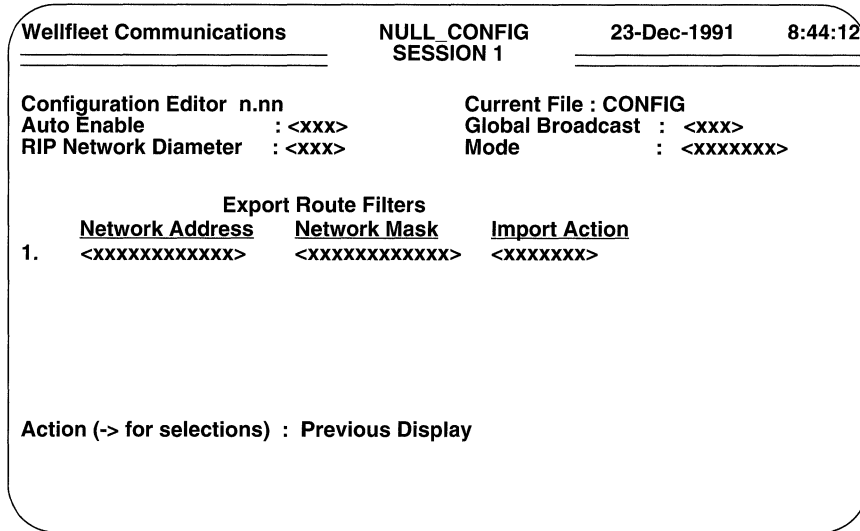 Wellfleet Communications NULL_CONFIG 23-Dec-1991 8:44:12
SESSION 1
Configuration Editor n.nn Current File : CONFIG
Auto Enable : <xxx> Global Broadcast : <xxx>
RIP Network Diameter : <xxx> Mode : <xxxxxxx>
Export Route Filters
Network Address Network Mask Import Action
1. <xxxxxxxxxxxx> <xxxxxxxxxxxx> <xxxxxxx>
Action (-> for selections) : Previous Display